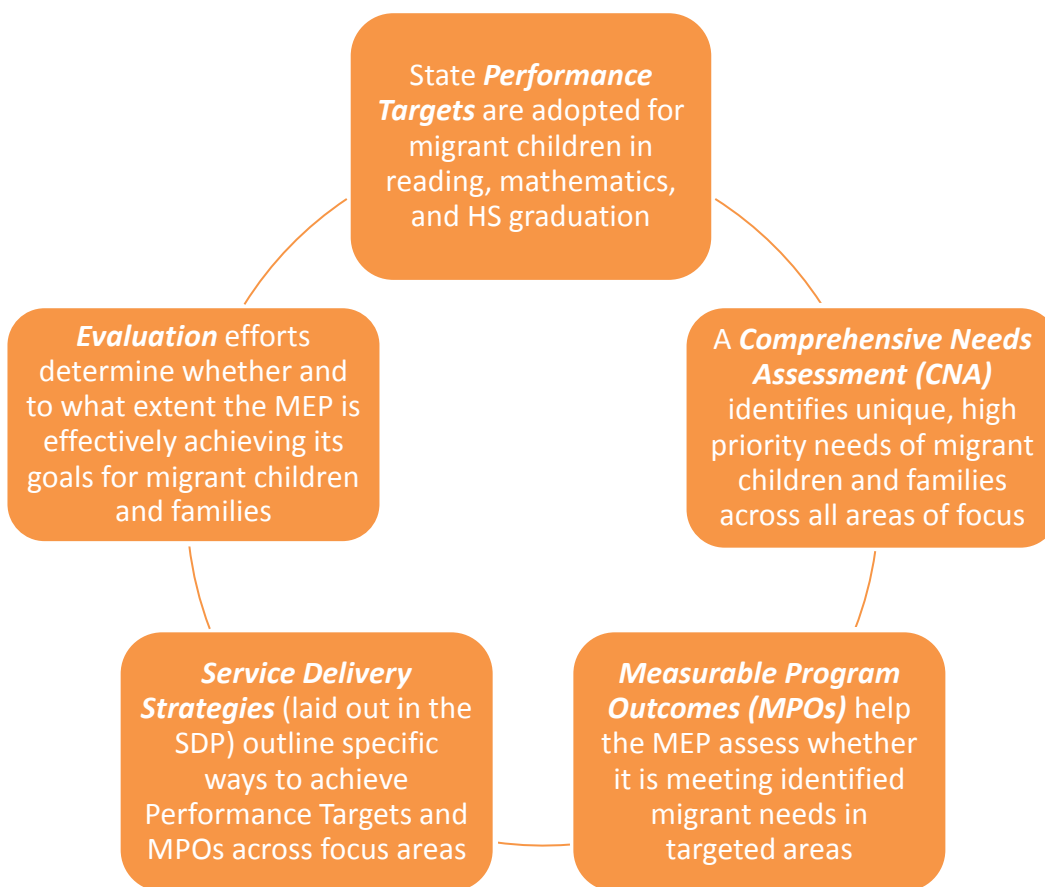 State Performance
Targets are adopted for
migrant children in
reading, mathematics,
and HS graduation
A Comprehensive Needs
Assessment (CNA)
identifies unique, high
priority needs of migrant
children and families
across all areas of focus
Measurable Program
Outcomes (MPOs) help
the MEP assess whether
it is meeting identified
migrant needs in
targeted areas
Service Delivery
Strategies (laid out in the
SDP) outline specific
ways to achieve
Performance Targets and
MPOs across focus areas
Evaluation efforts
determine whether and
to what extent the MEP is
effectively achieving its
goals for migrant children
and families